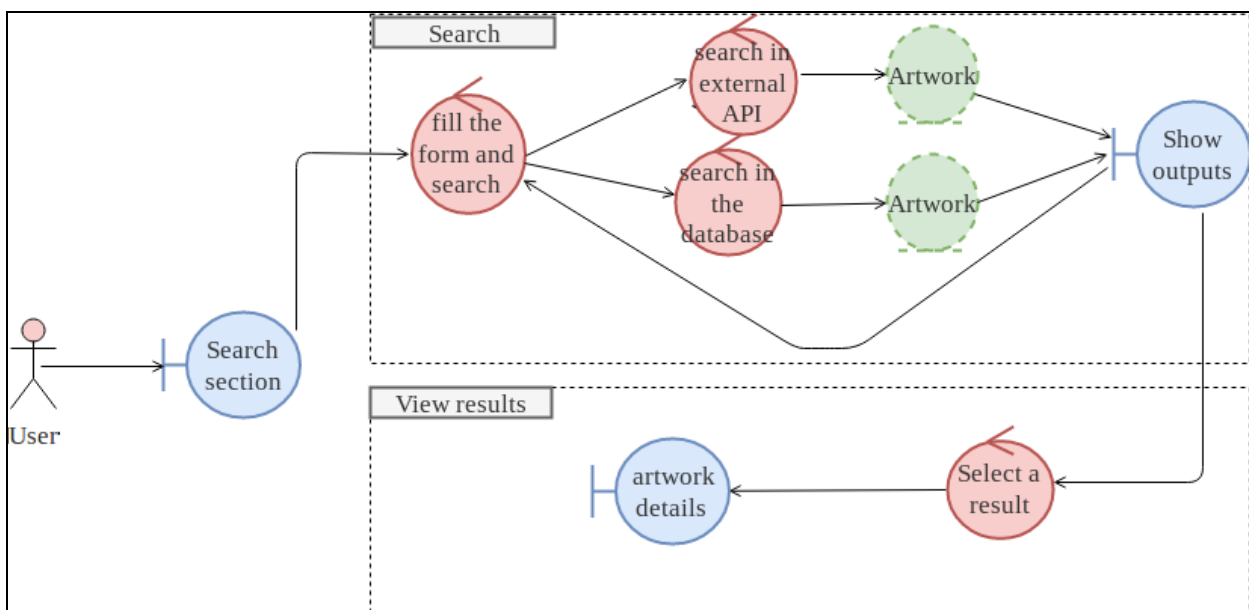 Search
search in
external
API
Artwork
fill the
form and
search
Show
outputs
search in
the
database
Artwork
Search
section
User
View results
artwork
details
Select a
result